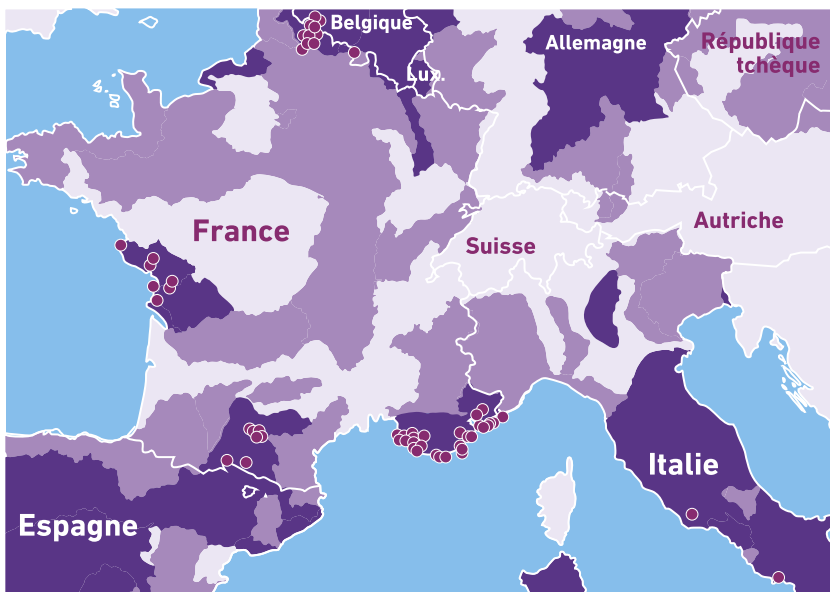 Belgique
Allemagne
République
tchèque
Lux.
France
Autriche
Suisse
Italie
Espagne